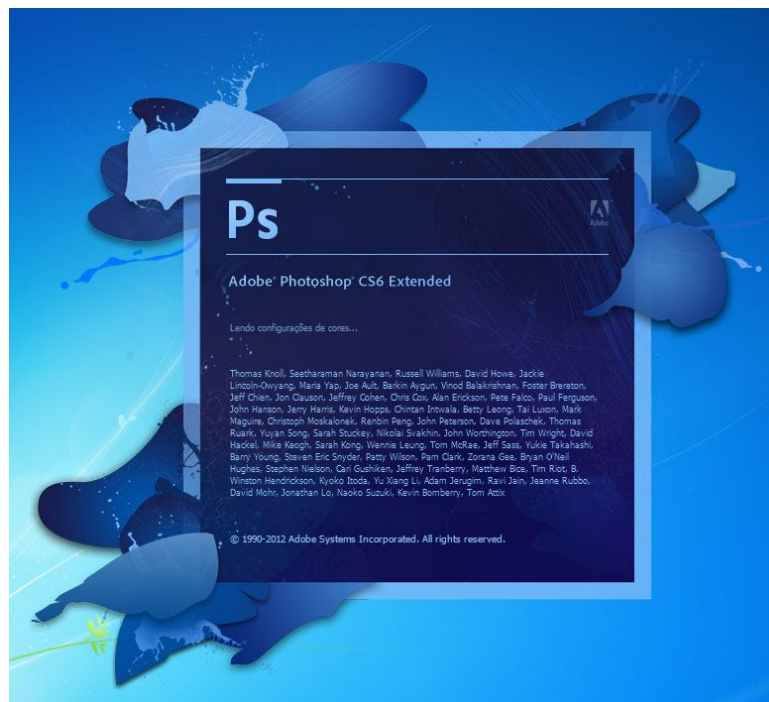 Ps
Adobe
Adobe® Photoshop® CS6 Extended
Lendo configurações de cores...
Thomas Knoll, Seetharaman Narayanan, Russell Williams, David Howe, Jackie
Lincoln-Owyang, Maria Yap, Joe Ault, Barkin Aygun, Vinod Balakrishnan, Foster Brereton,
Jeff Chien, Jon Clauson, Jeffrey Cohen, Chris Cox, Alan Erickson, Pete Falco, Paul Ferguson,
John Hanson, Jerry Harris, Kevin Hopps, Chintan Intwala, Betty Leong, Tai Luxon, Mark
Maguire, Christoph Moskalonek, Renbin Peng, John Peterson, Dave Polaschek, Thomas
Ruark, Yuyan Song, Sarah Stuckey, Nikolai Svakhin, John Worthington, Tim Wright, David
Hackel, Mike Keogh, Sarah Kong, Wennie Leung, Tom McRae, Jeff Sass, Yukie Takahashi,
Barry Young, Steven Eric Snyder, Patty Wilson, Pam Clark, Zorana Gee, Bryan O'Neil
Hughes, Stephen Nielson, Cari Gushiken, Jeffrey Tranberry, Matthew Bice, Tim Riot, B.
Winston Hendrickson, Kyoko Itoda, Yu Xiang Li, Adam Jerugim, Ravi Jain, Jeanne Rubbo,
David Mohr, Jonathan Lo, Naoko Suzuki, Kevin Bomberry, Tom Attix
© 1990-2012 Adobe Systems Incorporated. All rights reserved.